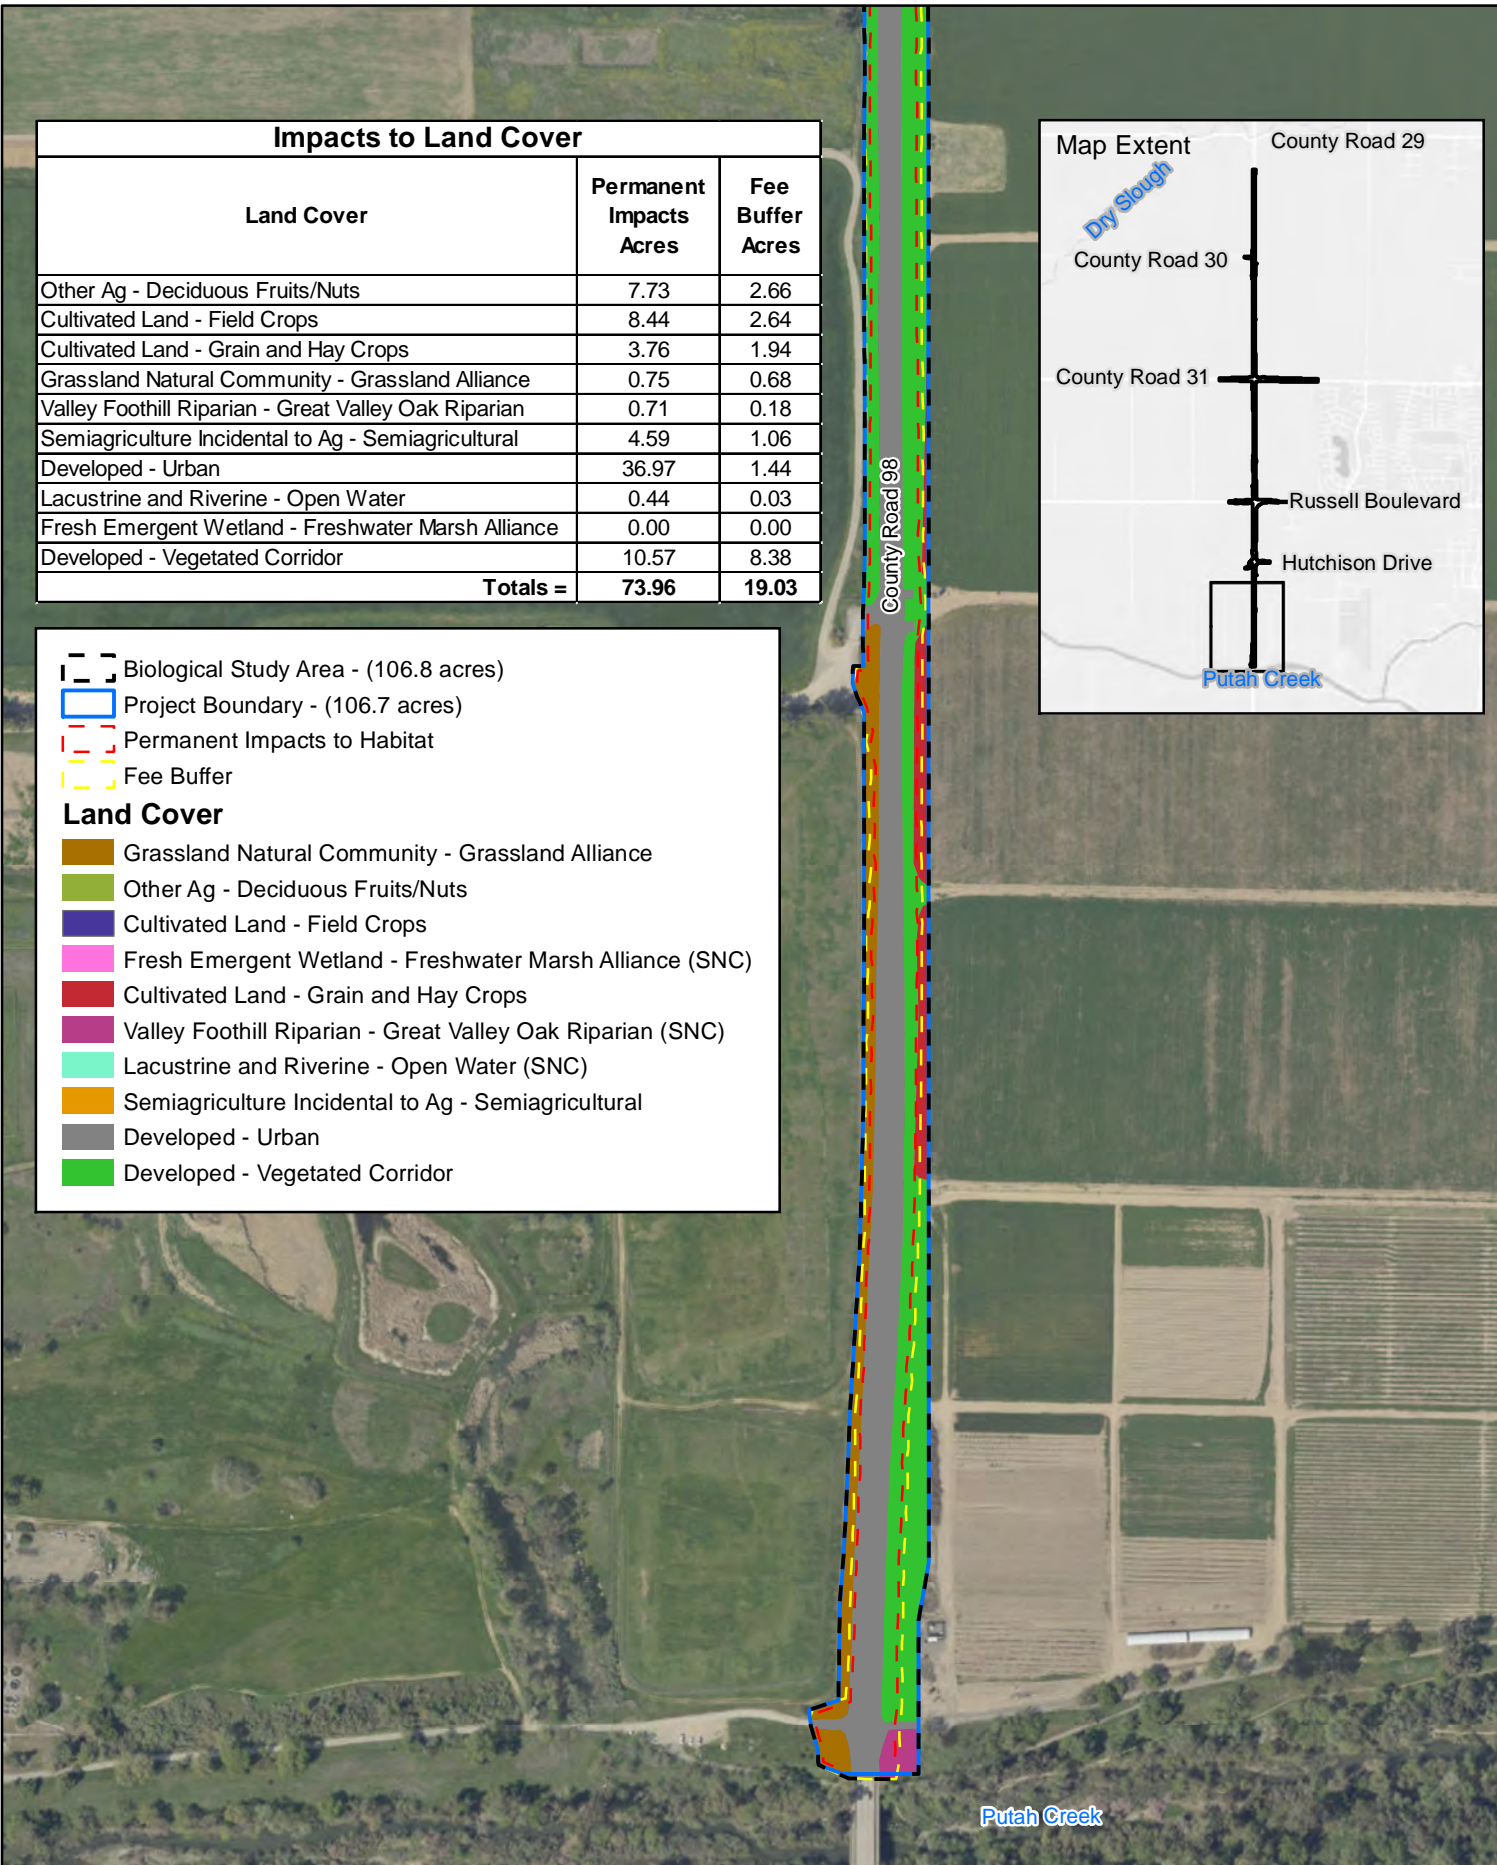 Impacts to Land Cover
Land Cover
Permanent Impacts Acres
Fee Buffer Acres
Other Ag - Deciduous Fruits/Nuts 7.73 2.66
Cultivated Land - Field Crops 8.44 2.64
Cultivated Land - Grain and Hay Crops 3.76 1.94
Grassland Natural Community - Grassland Alliance 0.75 0.68
Valley Foothill Riparian - Great Valley Oak Riparian 0.71 0.18
Semiagriculture Incidental to Ag - Semiagricultural 4.59 1.06
Developed - Urban 36.97 1.44
Lacustrine and Riverine - Open Water 0.44 0.03
Fresh Emergent Wetland - Freshwater Marsh Alliance 0.00 0.00
Developed - Vegetated Corridor 10.57 8.38
Totals = 73.96 19.03
Map Extent
County Road 29
Dry Slough
County Road 30
County Road 31
Russell Boulevard
Hutchison Drive
Putah Creek
County Road 98
Biological Study Area - (106.8 acres)
Project Boundary - (106.7 acres)
Permanent Impacts to Habitat
Fee Buffer
Land Cover
Grassland Natural Community - Grassland Alliance
Other Ag - Deciduous Fruits/Nuts
Cultivated Land - Field Crops
Fresh Emergent Wetland - Freshwater Marsh Alliance (SNC)
Cultivated Land - Grain and Hay Crops
Valley Foothill Riparian - Great Valley Oak Riparian (SNC)
Lacustrine and Riverine - Open Water (SNC)
Semiagriculture Incidental to Ag - Semiagricultural
Developed - Urban
Developed - Vegetated Corridor
Putah Creek